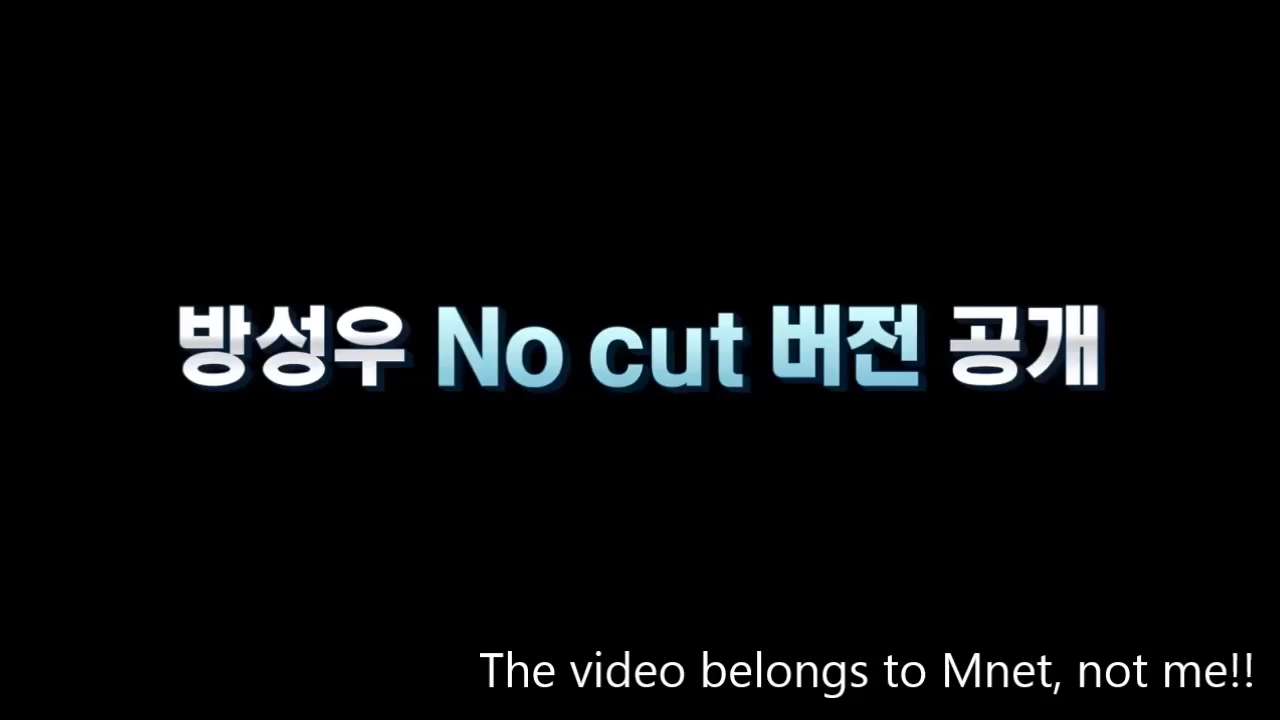 방성우 No cut 버전 공개
The video belongs to Mnet, not me!!